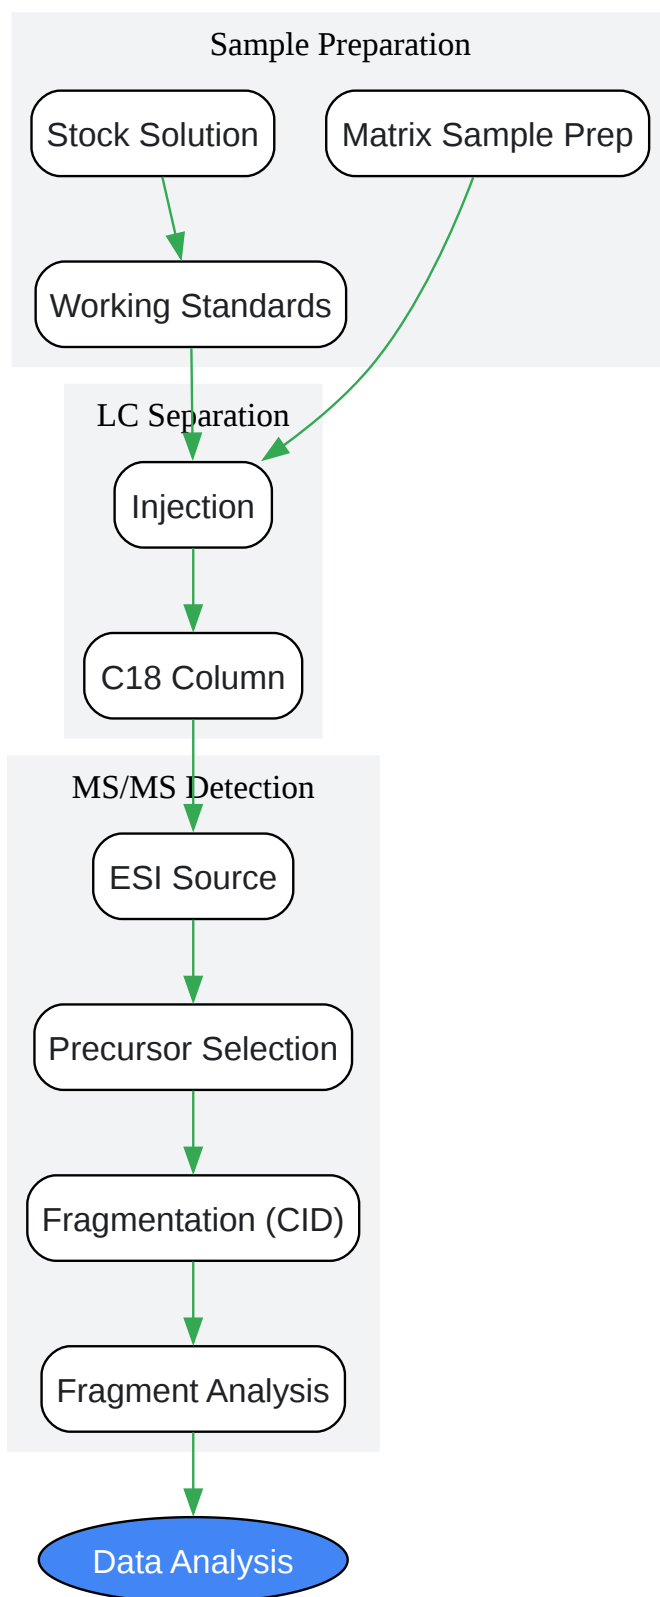 Sample Preparation
Stock Solution
Matrix Sample Prep
Working Standards
LC Separation
Injection
C18 Column
MS/MS Detection
ESI Source
Precursor Selection
Fragmentation (CID)
Fragment Analysis
Data Analysis